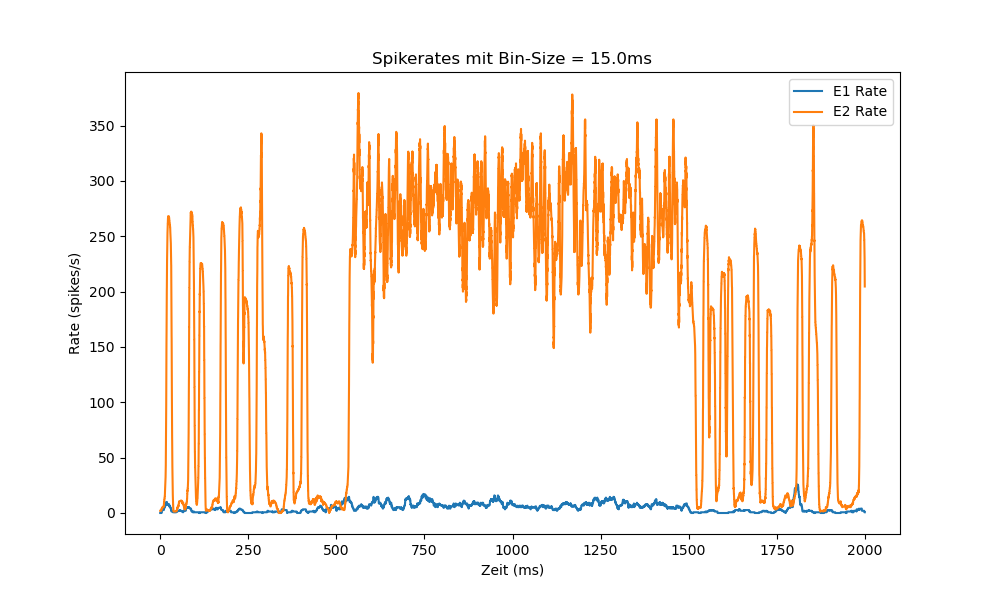 Spikerates mit Bin-Size = 15.0ms
E1 Rate
E2 Rate
Rate (spikes/s)
350
300
250
200
150
100
50
0
0 250 500 750 1000 1250 1500 1750 2000
Zeit (ms)